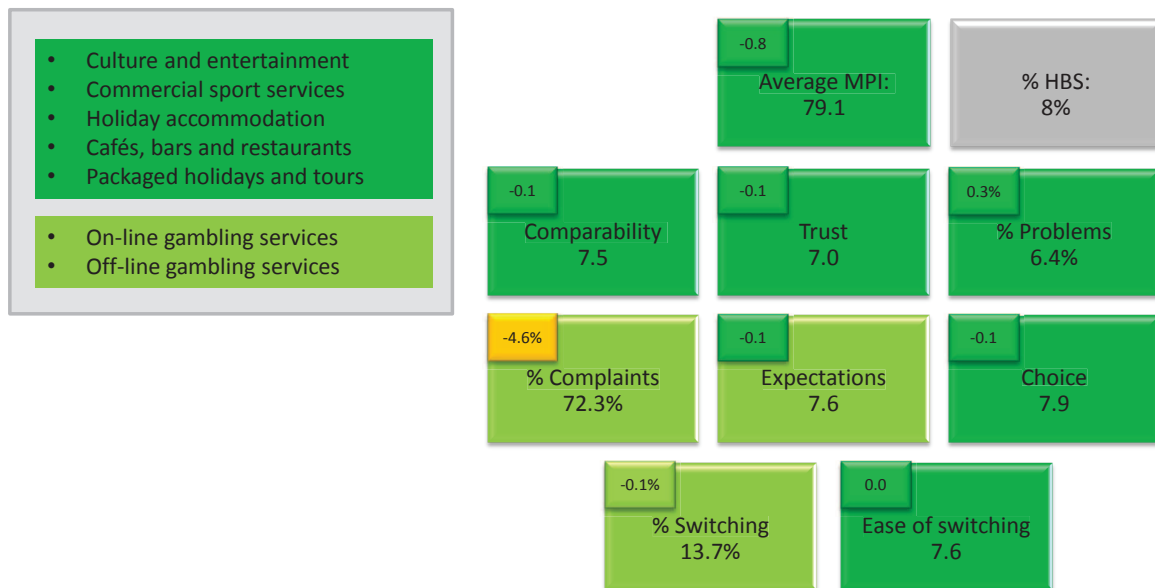 • Culture and entertainment
• Commercial sport services
• Holiday accommodation
• Cafés, bars and restaurants
• Packaged holidays and tours
• On-line gambling services
• Off-line gambling services
-0.8
Average MPI:
79.1
% HBS:
8%
-0.1
Comparability
7.5
-0.1
Trust
7.0
0.3%
% Problems
6.4%
-4.6%
% Complaints
72.3%
-0.1
Expectations
7.6
-0.1
Choice
7.9
-0.1%
% Switching
13.7%
0.0
Ease of switching
7.6